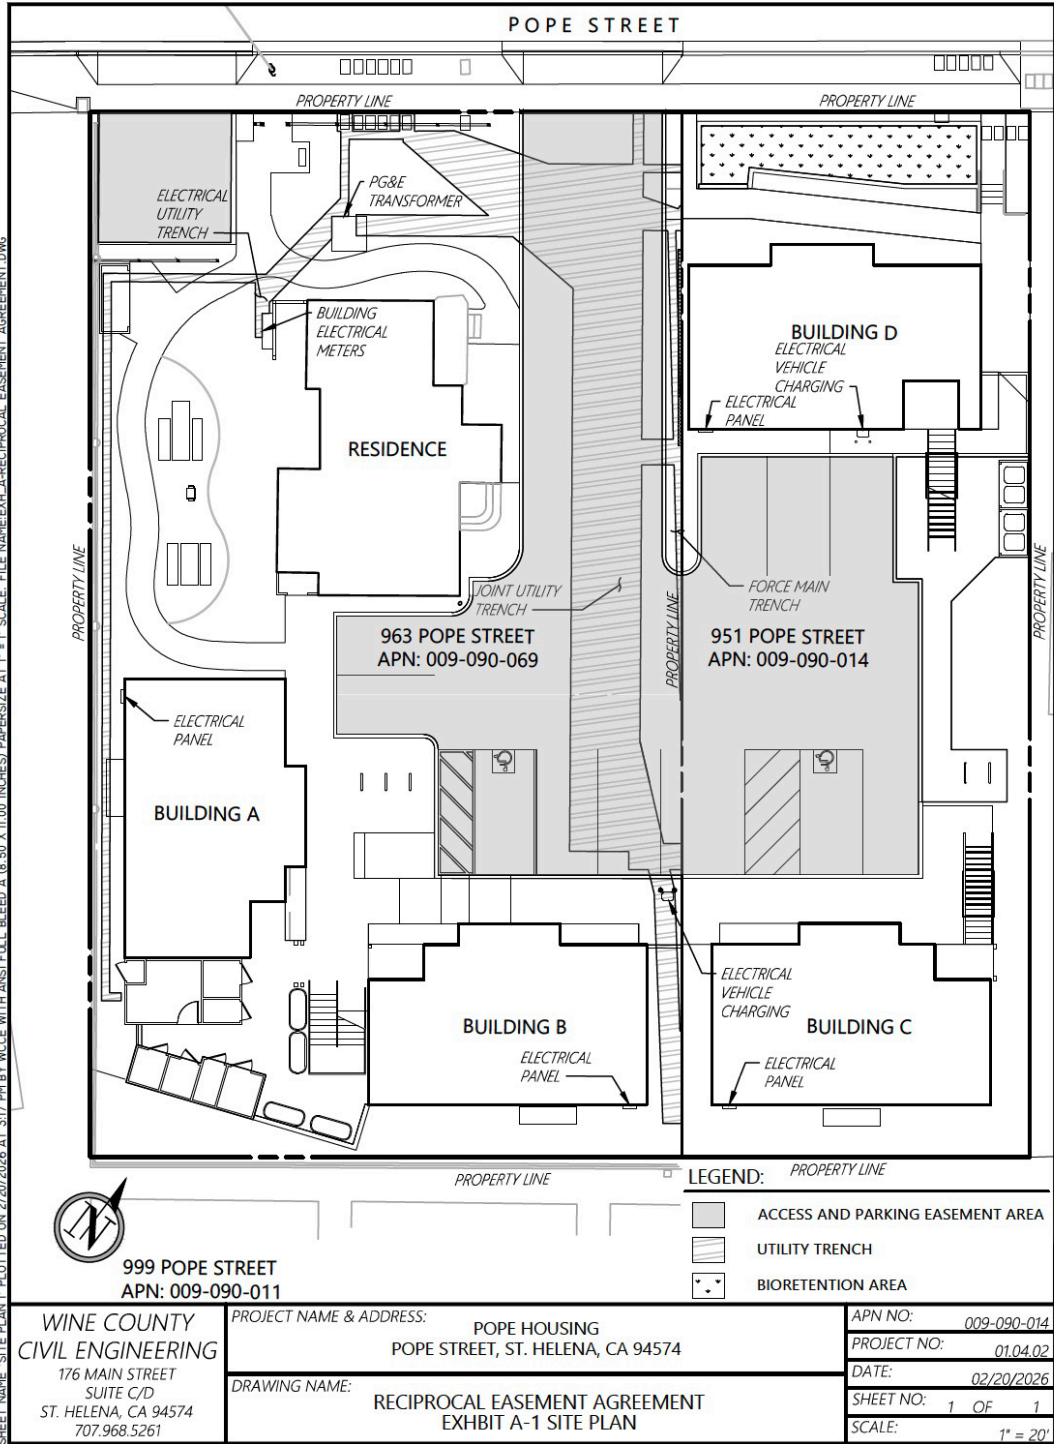 POPE STREET
PROPERTY LINE
PROPERTY LINE
ELECTRICAL
UTILITY
TRENCH
PG&E
TRANSFORMER
BUILDING
ELECTRICAL
METERS
BUILDING D
ELECTRICAL
VEHICLE
CHARGING
ELECTRICAL
PANEL
RESIDENCE
PROPERTY LINE
JOINT UTILITY
TRENCH
PROPERTY LINE
FORCE MAIN
TRENCH
PROPERTY LINE
963 POPE STREET
APN: 009-090-069
951 POPE STREET
APN: 009-090-014
ELECTRICAL
PANEL
BUILDING A
ELECTRICAL
VEHICLE
CHARGING
BUILDING B
ELECTRICAL
PANEL
BUILDING C
ELECTRICAL
PANEL
PROPERTY LINE
PROPERTY LINE
LEGEND:
ACCESS AND PARKING EASEMENT AREA
UTILITY TRENCH
BIORETENTION AREA
N
999 POPE STREET
APN: 009-090-011
WINE COUNTY
CIVIL ENGINEERING
176 MAIN STREET
SUITE C/D
ST. HELENA, CA 94574
707.968.5261
PROJECT NAME & ADDRESS:
POPE HOUSING
POPE STREET, ST. HELENA, CA 94574
DRAWING NAME:
RECIPROCAL EASEMENT AGREEMENT
EXHBIT A-1 SITE PLAN
APN NO: 009-090-014
PROJECT NO: 01.04.02
DATE: 02/20/2026
SHEET NO: 1 OF 1
SCALE: 1" = 20'